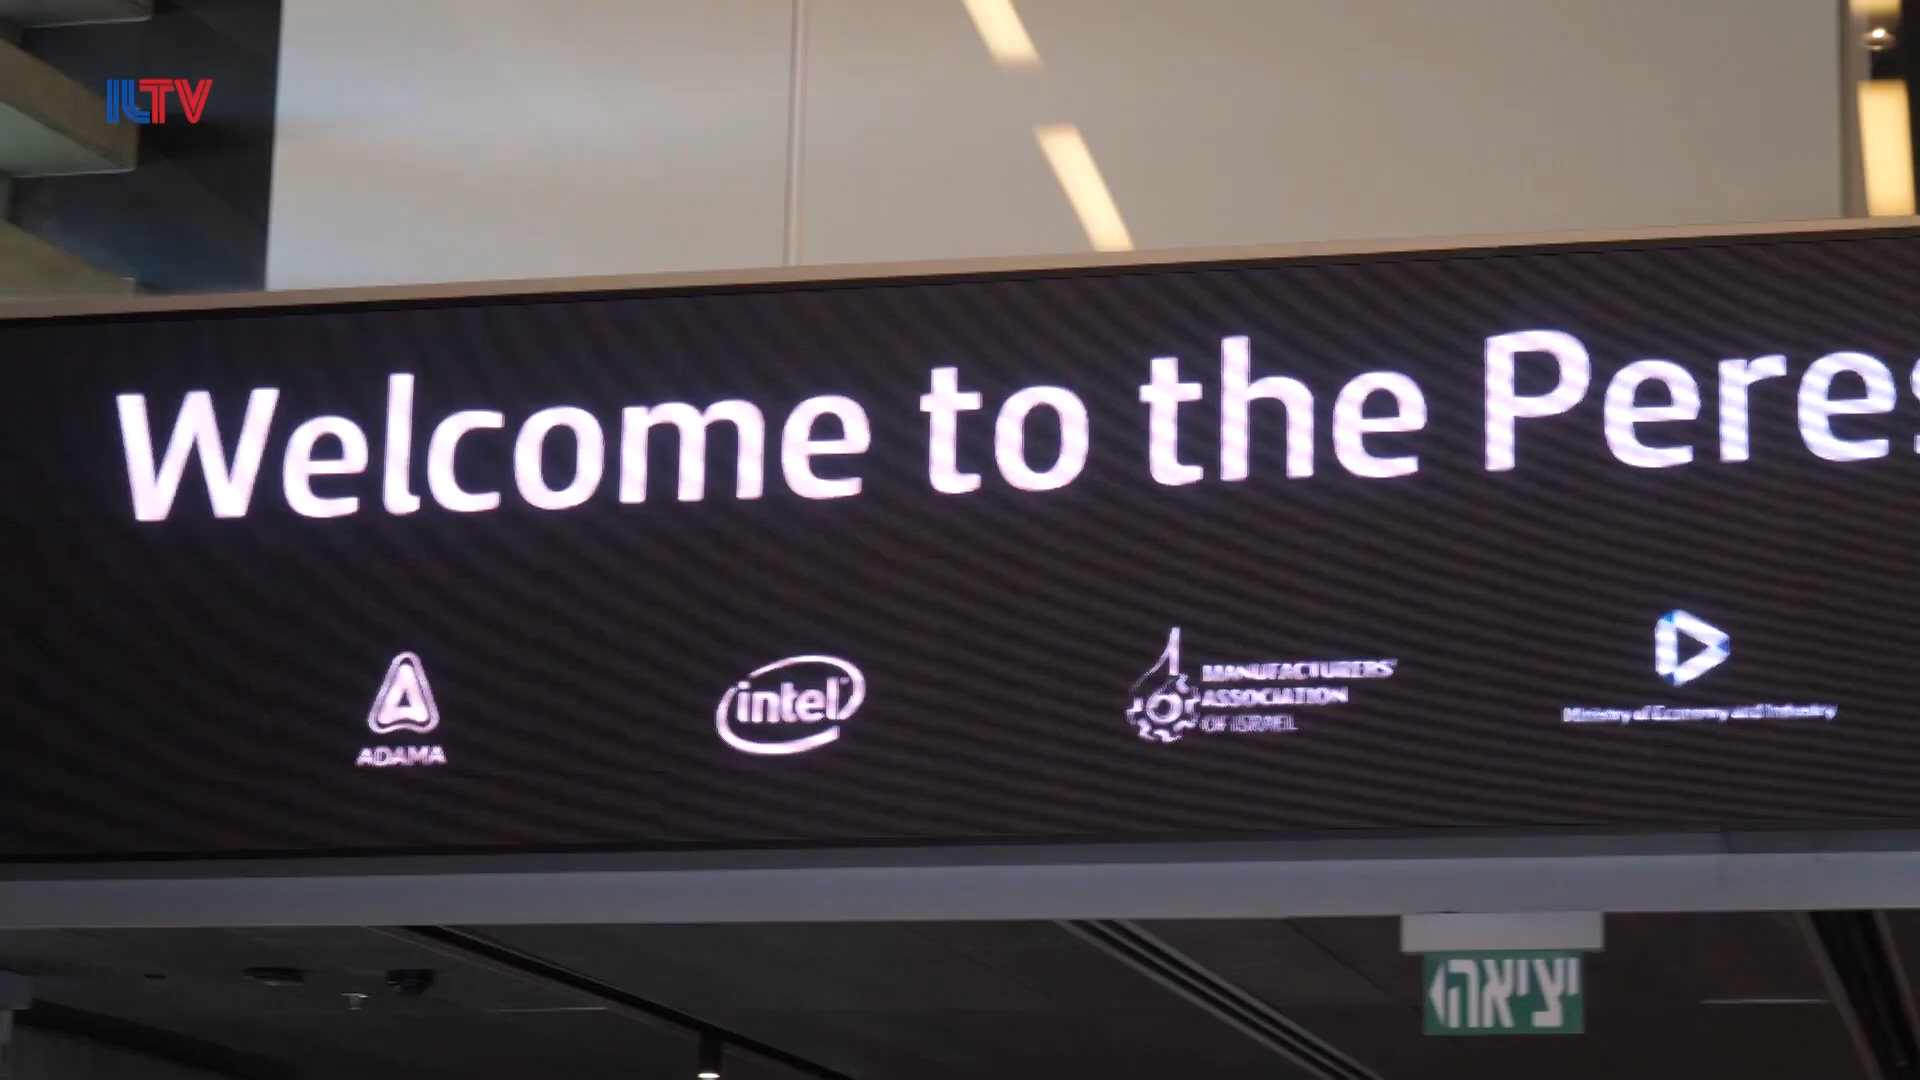 ILTV
Welcome to the Peres
ADAMA
intel
MANUFACTURERS'
ASSOCIATION
OF ISRAEL
Ministry of Economy and Industry
יציאה